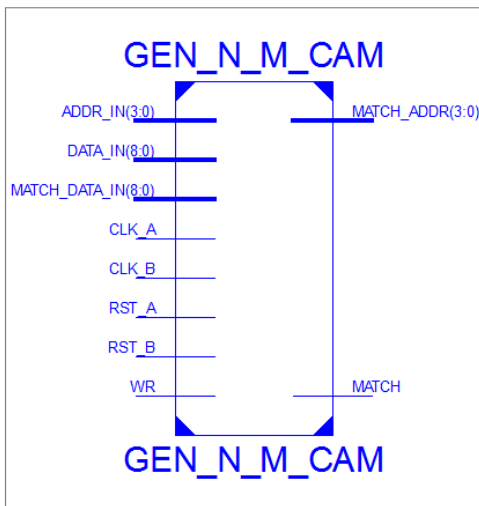 GEN_N_M_CAM
ADDR_IN(3:0)
MATCH_ADDR(3:0)
DATA_IN(8:0)
MATCH_DATA_IN(8:0)
CLK_A
CLK_B
RST_A
RST_B
WR
MATCH
GEN_N_M_CAM